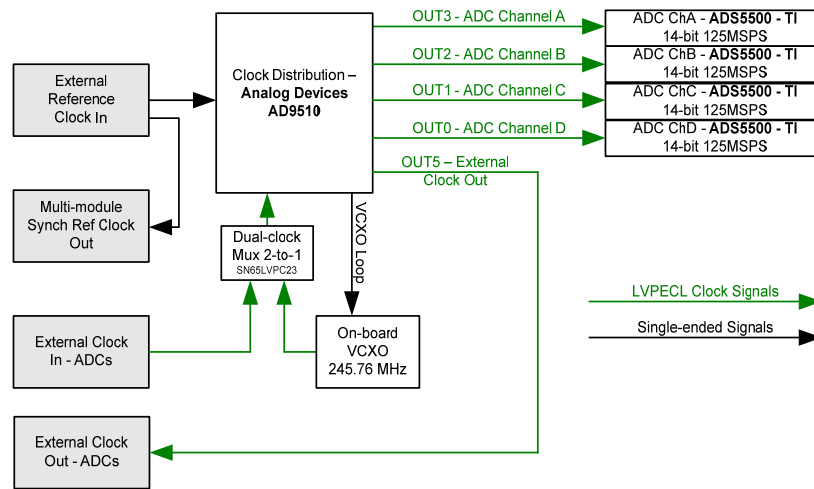 OUT3 - ADC Channel A
ADC ChA - ADS5500 - TI
14-bit 125MSPS
OUT2 - ADC Channel B
ADC ChB - ADS5500 - TI
14-bit 125MSPS
OUT1 - ADC Channel C
ADC ChC - ADS5500 - TI
14-bit 125MSPS
OUT0 - ADC Channel D
ADC ChD - ADS5500 - TI
14-bit 125MSPS
OUT5 – External
Clock Out
External
Reference
Clock In
Clock Distribution –
Analog Devices
AD9510
Multi-module
Synch Ref Clock
Out
Dual-clock
Mux 2-to-1
SN65LVPC23
VCXO Loop
External Clock
In - ADCs
On-board
VCXO
245.76 MHz
LVPECL Clock Signals
Single-ended Signals
External Clock
Out - ADCs